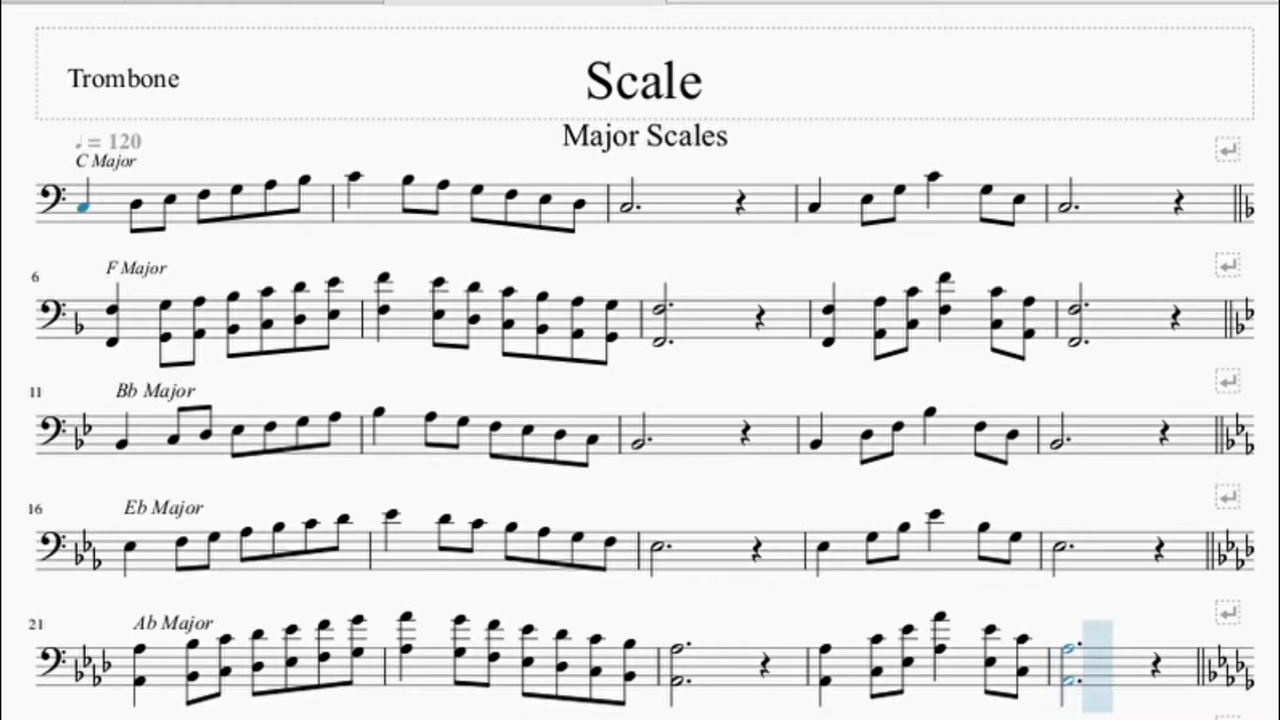 Trombone
Scale
Major Scales
♩ = 120
C Major
6
F Major
11
Bb Major
16
Eb Major
21
Ab Major